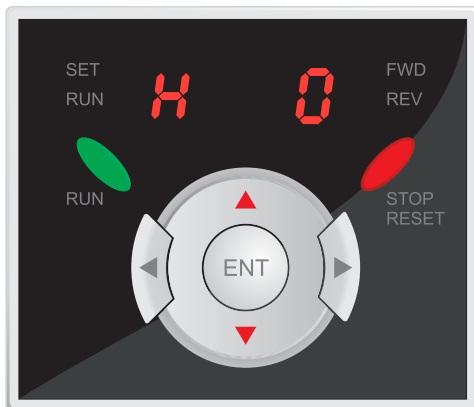 SET
FWD
H 0
RUN
REV
RUN
STOP
RESET
ENT